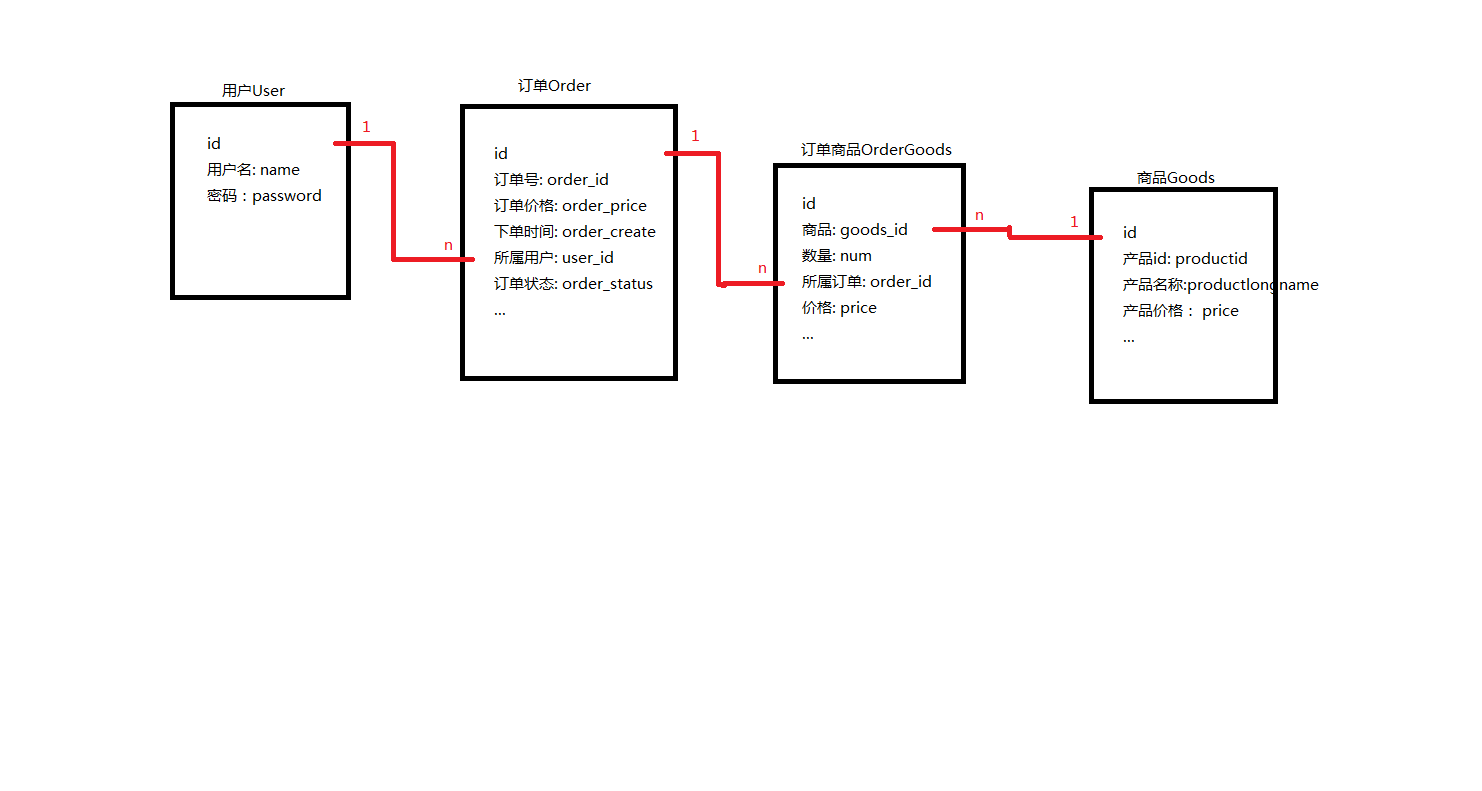 用户User
id
用户名: name
密码：password
1
n
订单Order
id
订单号: order_id
订单价格: order_price
下单时间: order_create
所属用户: user_id
订单状态: order_status
...
1
n
订单商品OrderGoods
id
商品: goods_id
数量: num
所属订单: order_id
价格: price
...
n
1
商品Goods
id
产品id: productid
产品名称:productlongname
产品价格： price
...